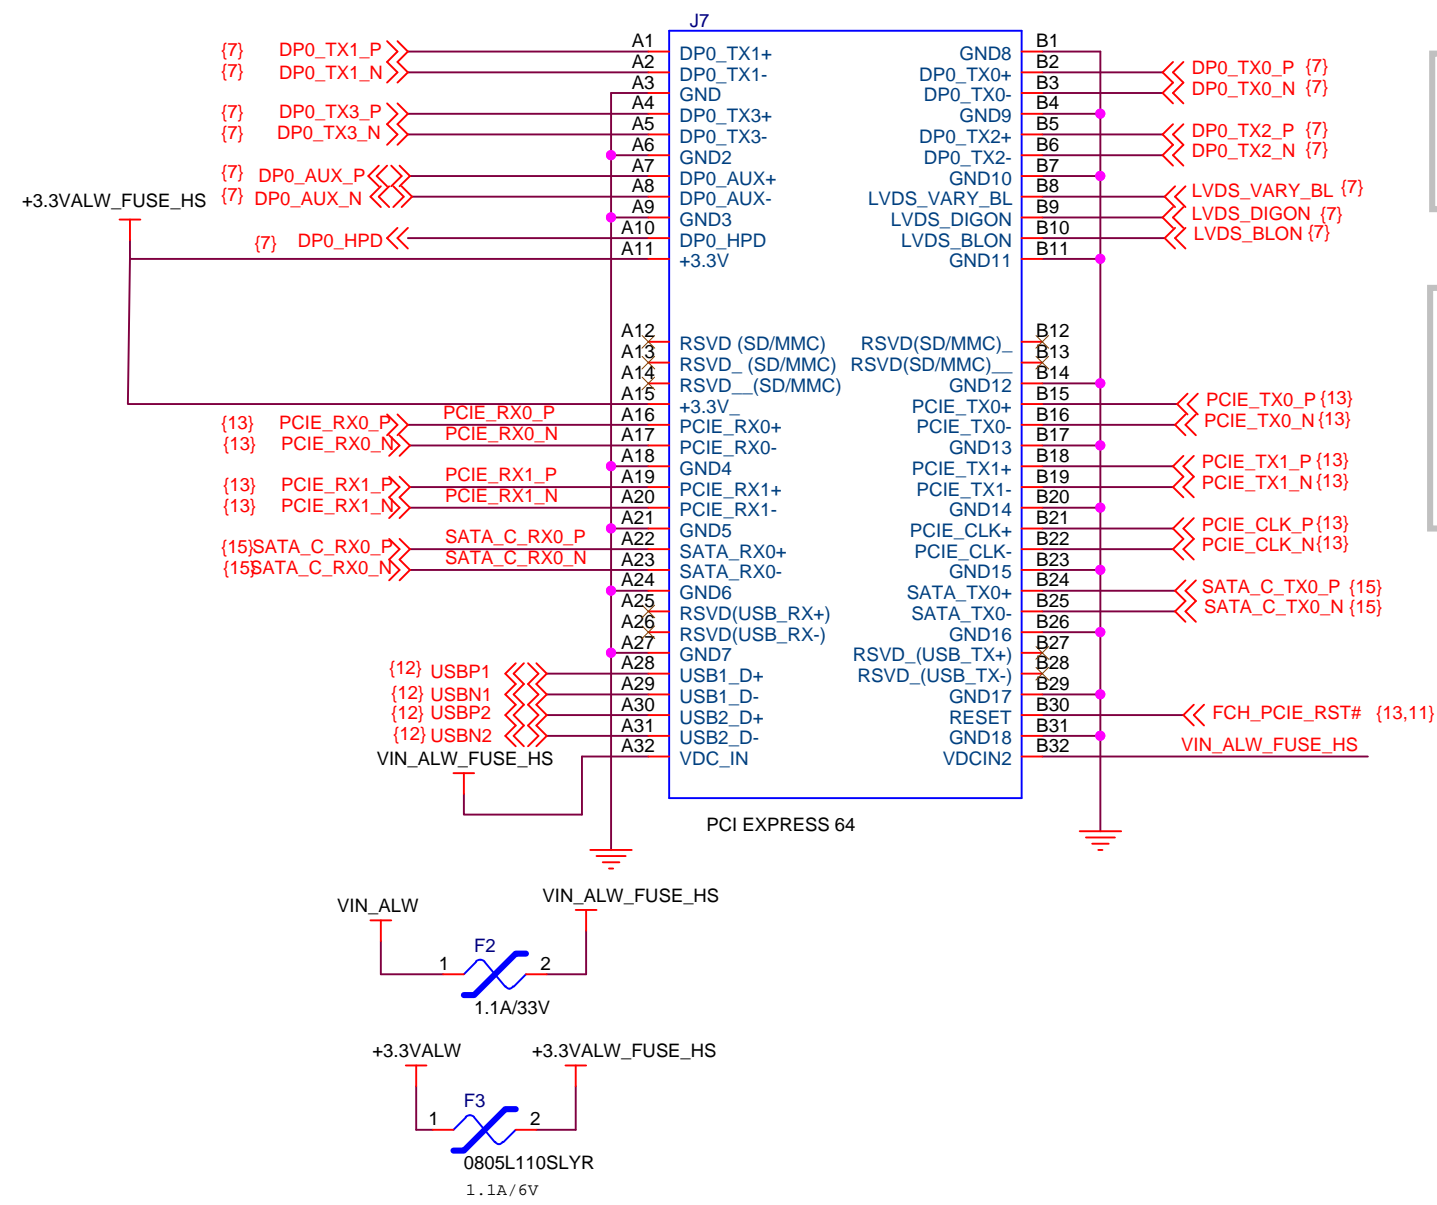 J7
{7} DP0_TX1_P A1 DP0_TX1+ GND8 B1
{7} DP0_TX1_N A2 DP0_TX1- DP0_TX0+ B2 DP0_TX0_P {7}
A3 GND DP0_TX0- B3 DP0_TX0_N {7}
{7} DP0_TX3_P A4 DP0_TX3+ GND9 B4
{7} DP0_TX3_N A5 DP0_TX3- DP0_TX2+ B5 DP0_TX2_P {7}
A6 GND2 DP0_TX2- B6 DP0_TX2_N {7}
{7} DP0_AUX_P A7 DP0_AUX+ GND10 B7
{7} DP0_AUX_N A8 DP0_AUX- LVDS_VARY_BL B8 LVDS_VARY_BL {7}
+3.3VALW_FUSE_HS
A9 GND3 LVDS_DIGON B9 LVDS_DIGON {7}
{7} DP0_HPD A10 DP0_HPD LVDS_BLON B10 LVDS_BLON {7}
A11 +3.3V GND11 B11
A12 RSVD (SD/MMC) RSVD(SD/MMC)_ B12
A13 RSVD_ (SD/MMC) RSVD(SD/MMC)__ B13
A14 RSVD__(SD/MMC) GND12 B14
A15 +3.3V_ PCIE_TX0+ B15 PCIE_TX0_P {13}
{13} PCIE_RX0_P PCIE_RX0_P A16 PCIE_RX0+ PCIE_TX0- B16 PCIE_TX0_N {13}
{13} PCIE_RX0_N PCIE_RX0_N A17 PCIE_RX0- GND13 B17
A18 GND4 PCIE_TX1+ B18 PCIE_TX1_P {13}
{13} PCIE_RX1_P PCIE_RX1_P A19 PCIE_RX1+ PCIE_TX1- B19 PCIE_TX1_N {13}
{13} PCIE_RX1_N PCIE_RX1_N A20 PCIE_RX1- GND14 B20
A21 GND5 PCIE_CLK+ B21 PCIE_CLK_P {13}
{15} SATA_C_RX0_P SATA_C_RX0_P A22 SATA_RX0+ PCIE_CLK- B22 PCIE_CLK_N {13}
{15} SATA_C_RX0_N SATA_C_RX0_N A23 SATA_RX0- GND15 B23
A24 GND6 SATA_TX0+ B24 SATA_C_TX0_P {15}
A25 RSVD(USB_RX+) SATA_TX0- B25 SATA_C_TX0_N {15}
A26 RSVD(USB_RX-) GND16 B26
A27 GND7 RSVD_(USB_TX+) B27
{12} USBP1 A28 USB1_D+ RSVD_(USB_TX-) B28
{12} USBN1 A29 USB1_D- GND17 B29
{12} USBP2 A30 USB2_D+ RESET B30 FCH_PCIE_RST# {13,11}
{12} USBN2 A31 USB2_D- GND18 B31
VIN_ALW_FUSE_HS A32 VDC_IN VDCIN2 B32 VIN_ALW_FUSE_HS
PCI EXPRESS 64
VIN_ALW VIN_ALW_FUSE_HS
F2
1 2
1.1A/33V
+3.3VALW +3.3VALW_FUSE_HS
F3
1 2
0805L110SLYR
1.1A/6V